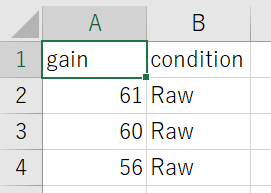 A B
1 gain condition
2 61 Raw
3 60 Raw
4 56 Raw